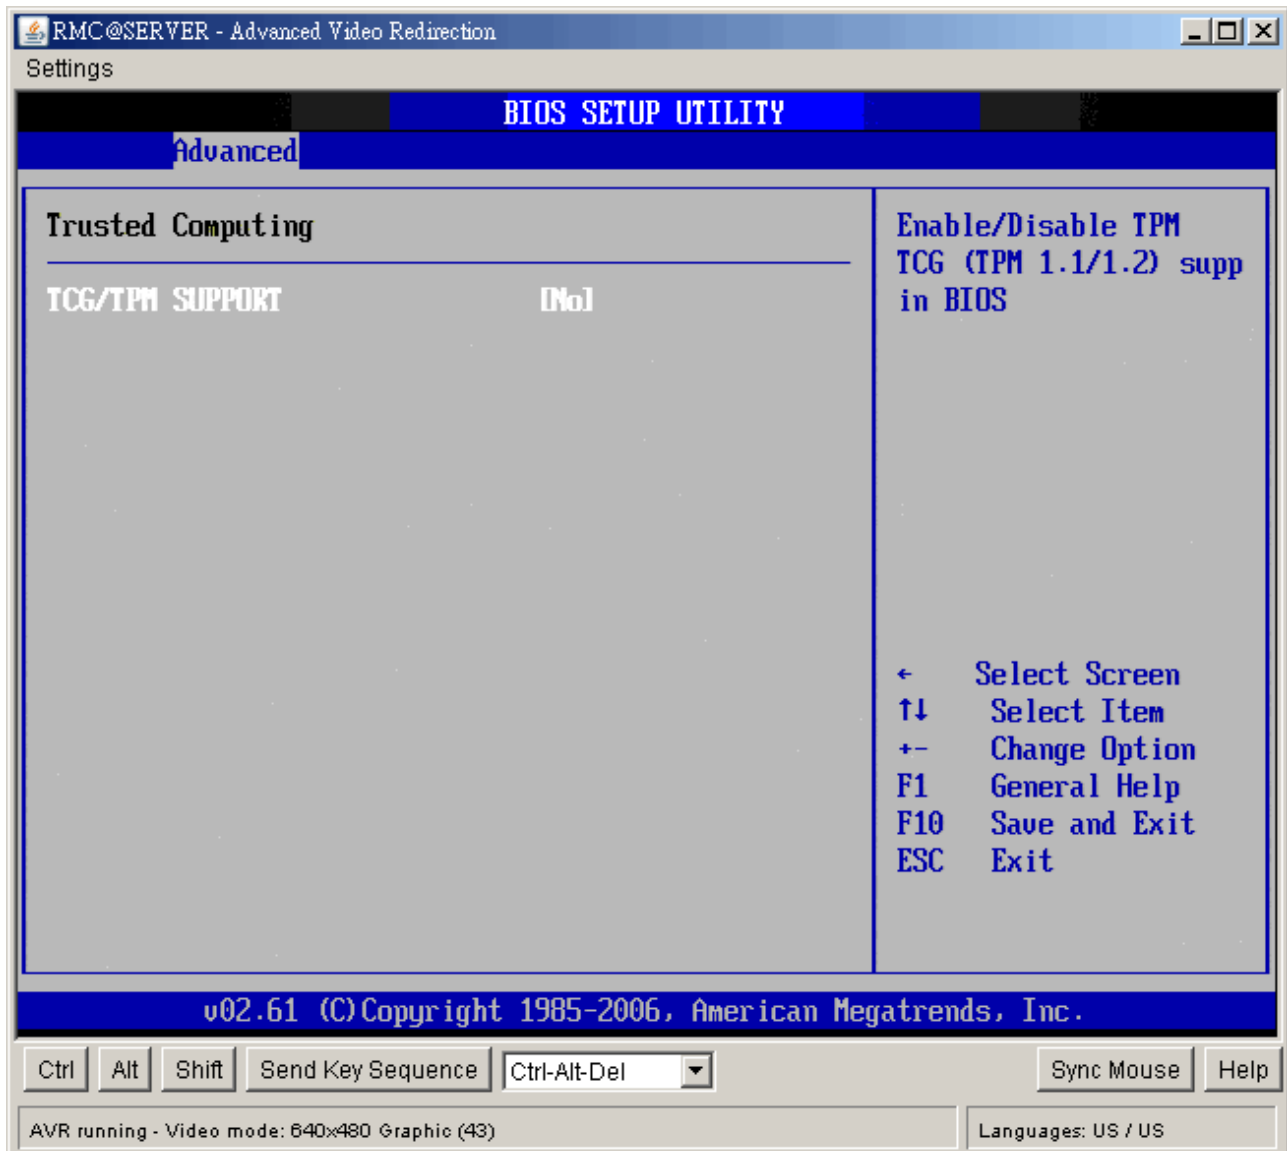 RMC@SERVER - Advanced Video Redirection
Settings
BIOS SETUP UTILITY
Advanced
Trusted Computing
TCG/TPM SUPPORT [No]
Enable/Disable TPM
TCG (TPM 1.1/1.2) supp
in BIOS
← Select Screen
↑↓ Select Item
+- Change Option
F1 General Help
F10 Save and Exit
ESC Exit
v02.61 (C)Copyright 1985-2006, American Megatrends, Inc.
Ctrl Alt Shift Send Key Sequence Ctrl-Alt-Del Sync Mouse Help
AVR running - Video mode: 640x480 Graphic (43) Languages: US / US